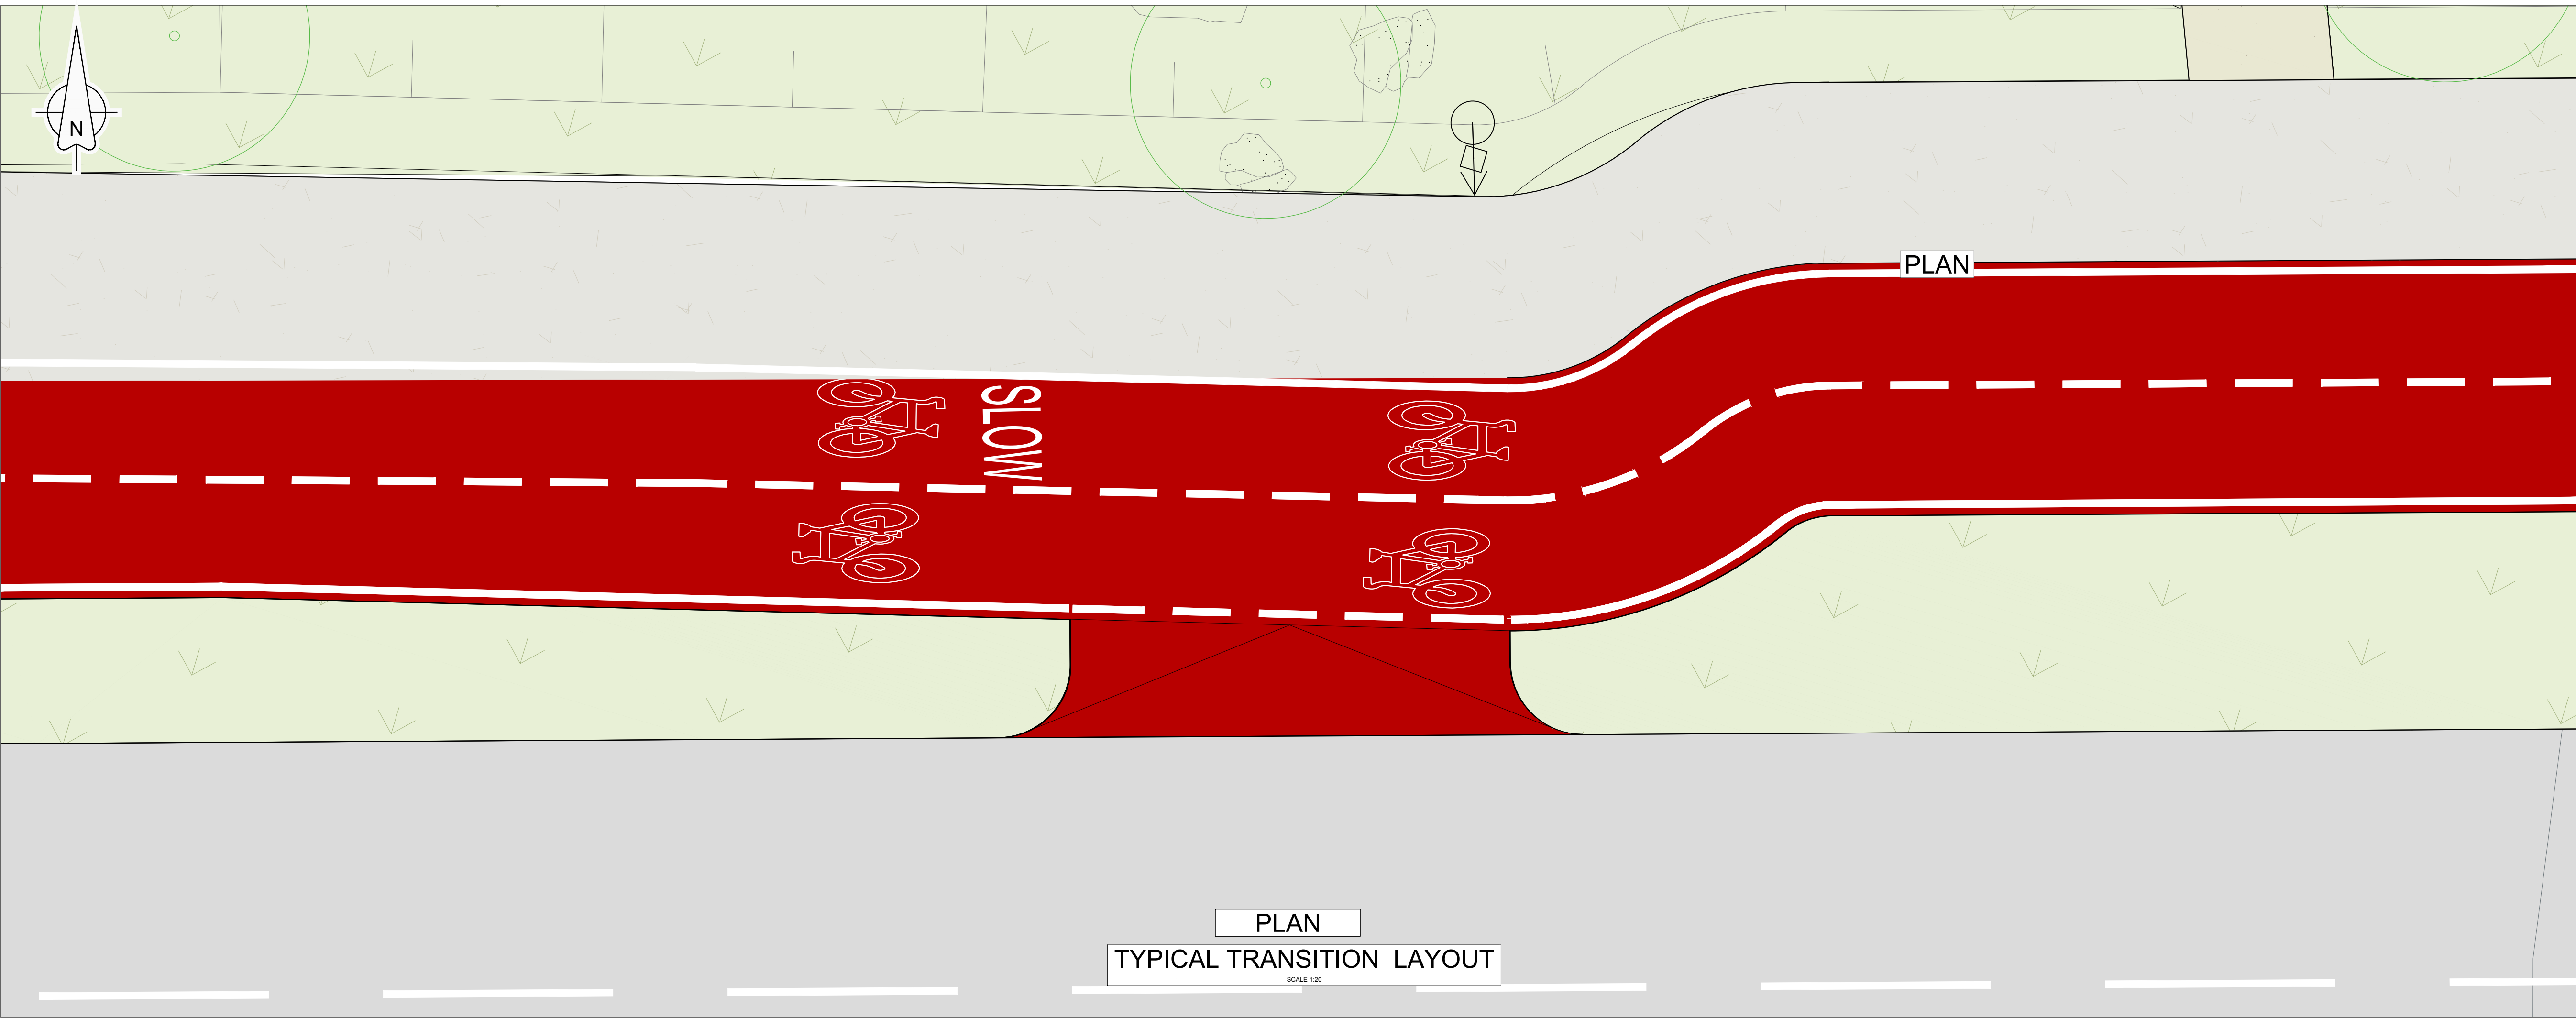 N
PLAN
SLOW
PLAN
TYPICAL TRANSITION LAYOUT
SCALE 1:20